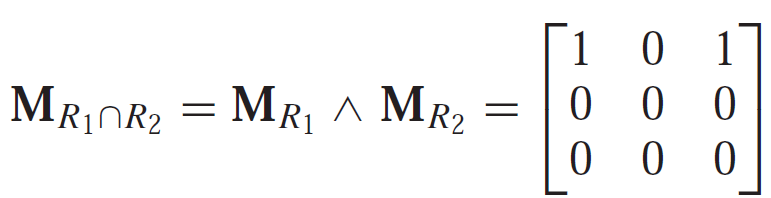 M_{R_1∩R_2} = M_{R_1} ∧ M_{R_2} = [1 0 1
0 0 0
0 0 0]